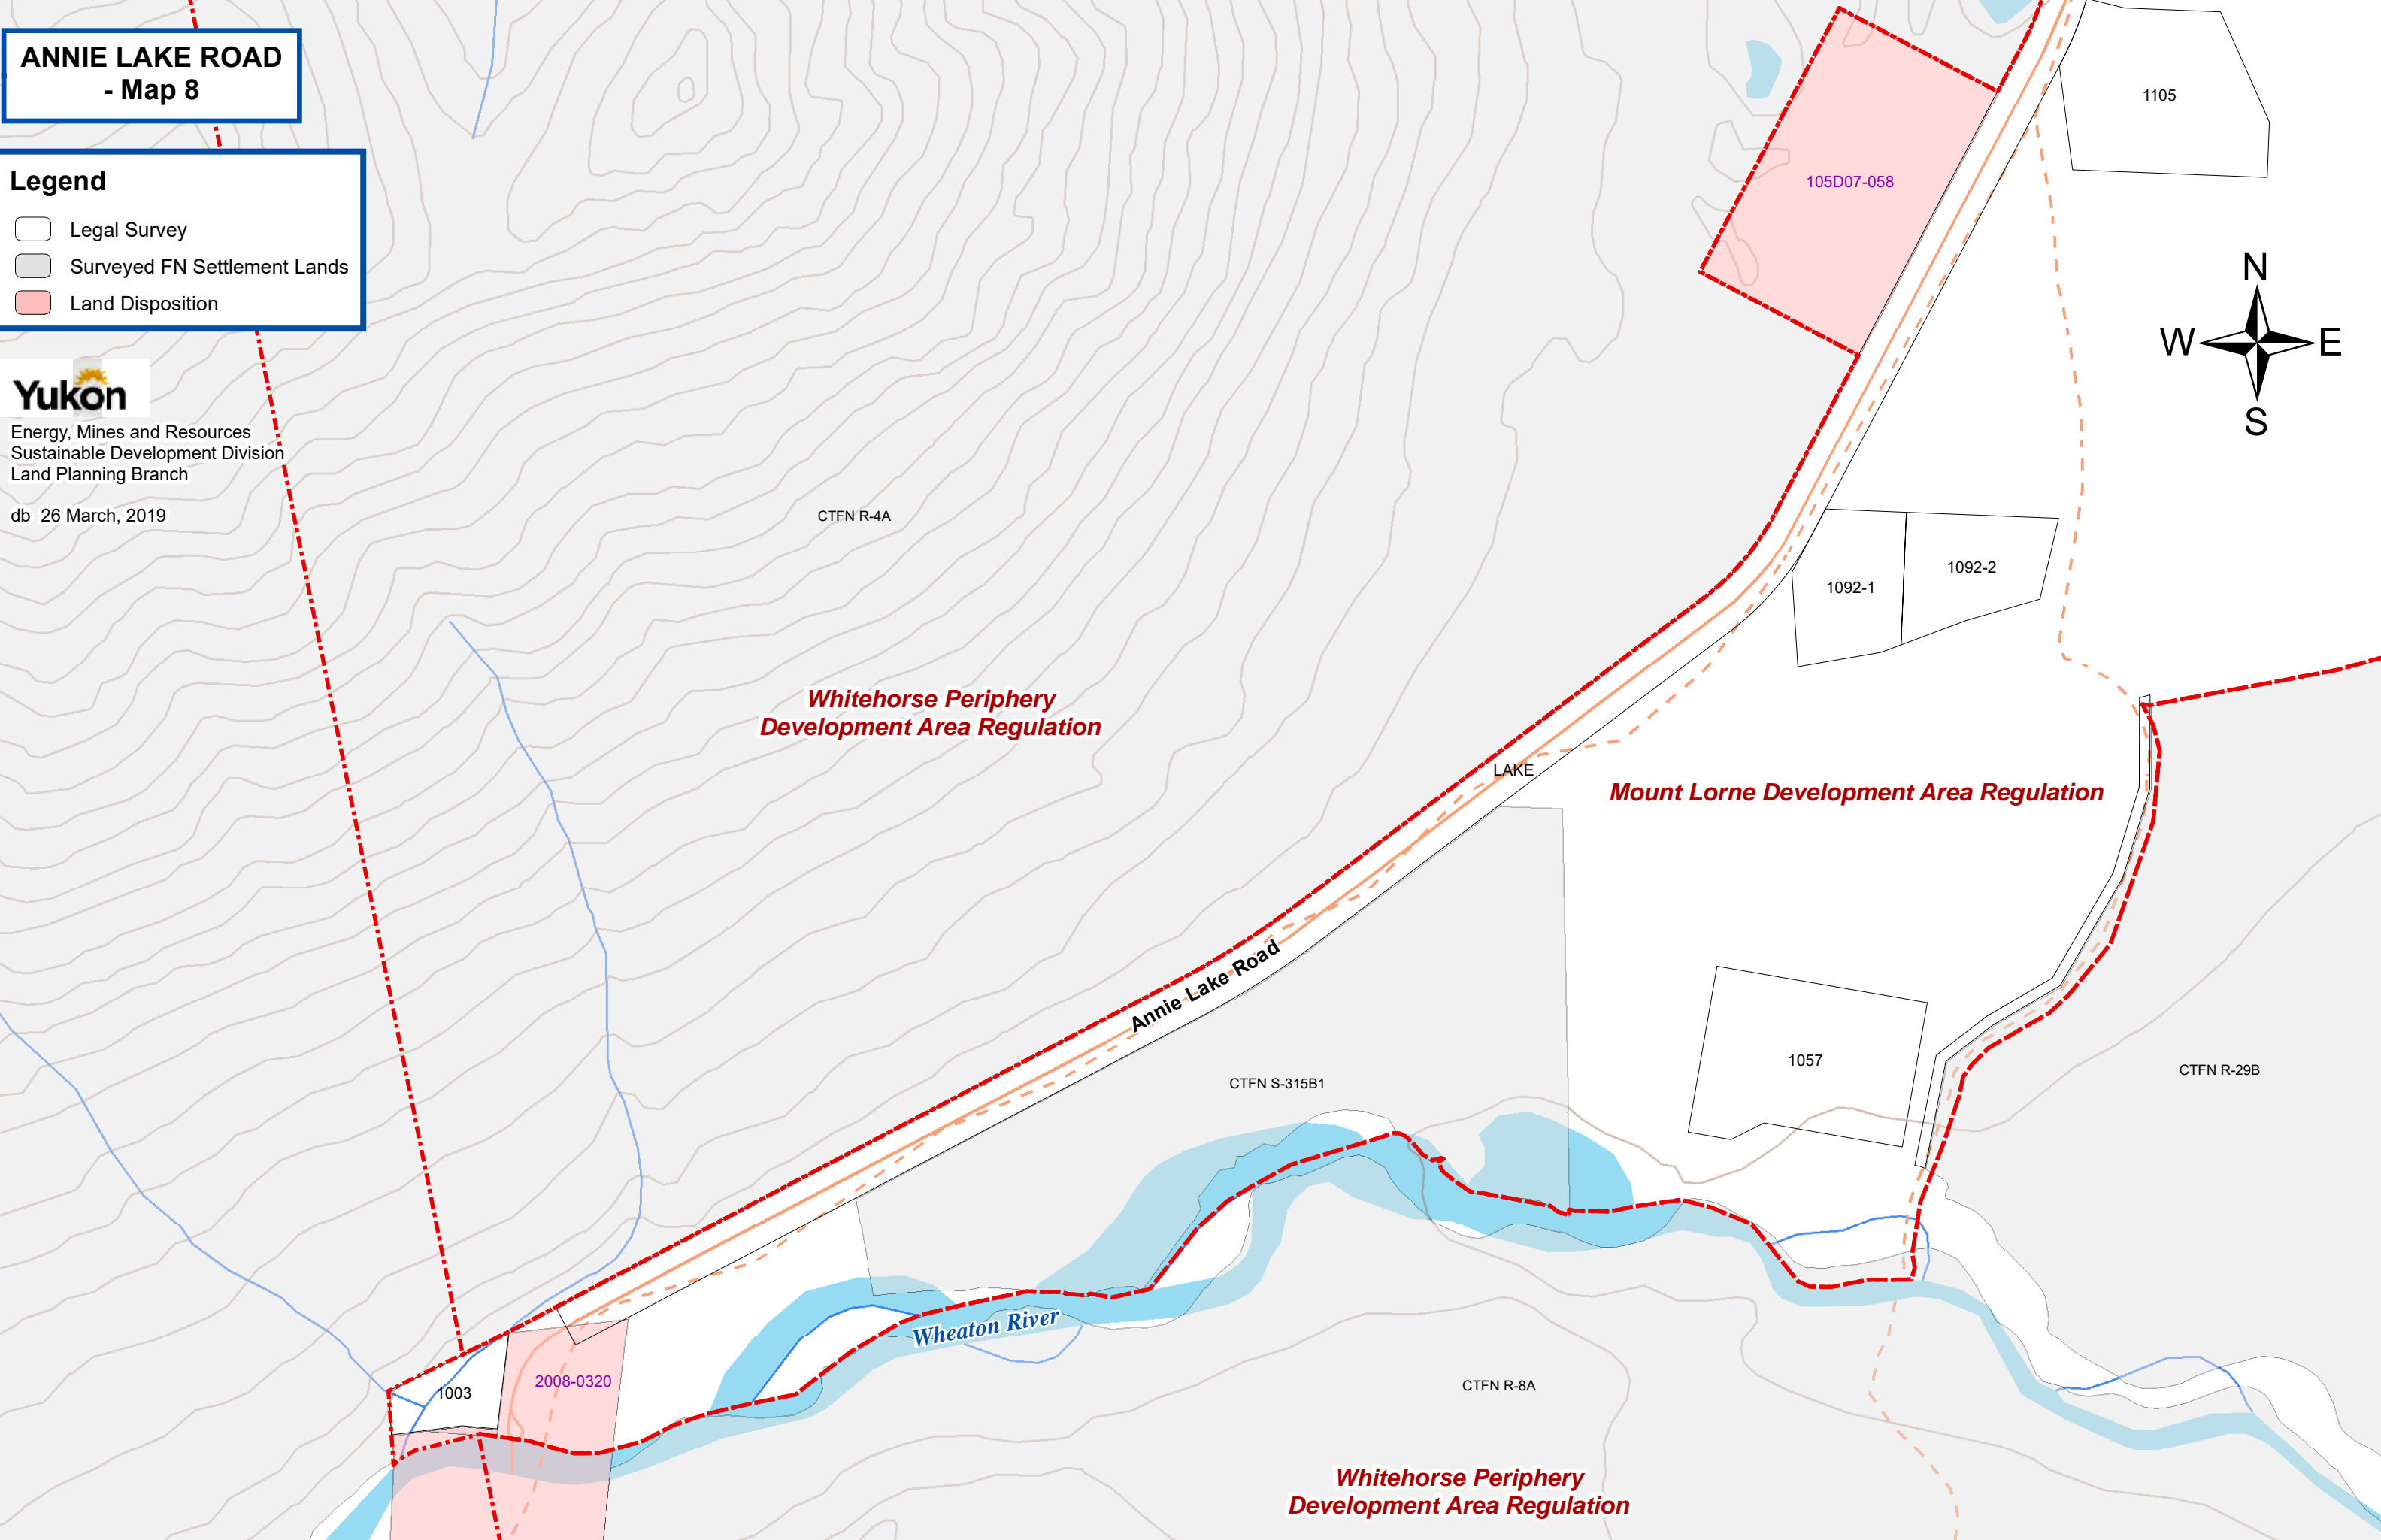 ANNIE LAKE ROAD
- Map 8
Legend
Legal Survey
Surveyed FN Settlement Lands
Land Disposition
Yukon
Energy, Mines and Resources
Sustainable Development Division
Land Planning Branch
db 26 March, 2019
1105
105D07-058
N
W E
S
CTFN R-4A
1092-1
1092-2
Whitehorse Periphery
Development Area Regulation
LAKE
Mount Lorne Development Area Regulation
Annie Lake Road
CTFN S-315B1
1057
CTFN R-29B
Wheaton River
1003
2008-0320
CTFN R-8A
Whitehorse Periphery
Development Area Regulation